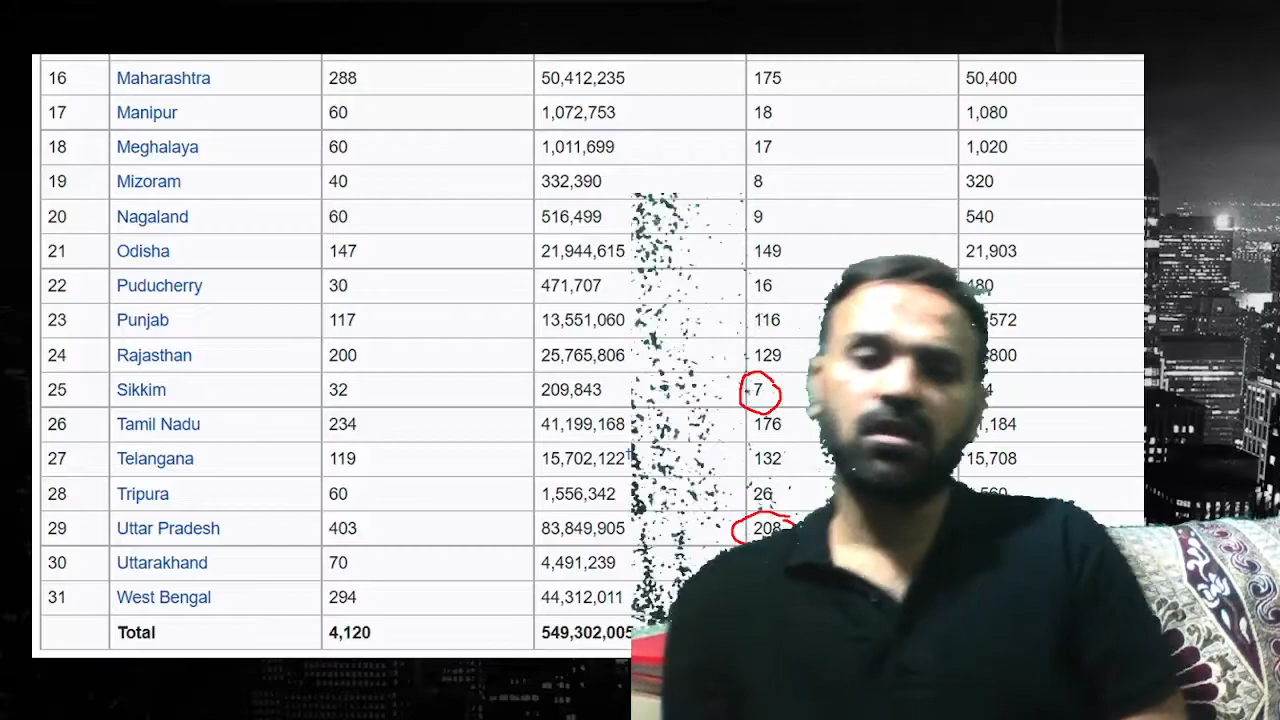 16 Maharashtra 288 50,412,235 175 50,400
17 Manipur 60 1,072,753 18 1,080
18 Meghalaya 60 1,011,699 17 1,020
19 Mizoram 40 332,390 8 320
20 Nagaland 60 516,499 9 540
21 Odisha 147 21,944,615 149 21,903
22 Puducherry 30 471,707 16 480
23 Punjab 117 13,551,060 116 572
24 Rajasthan 200 25,765,806 129 800
25 Sikkim 32 209,843 7
26 Tamil Nadu 234 41,199,168 176 ,184
27 Telangana 119 15,702,122† 132 15,708
28 Tripura 60 1,556,342 26
29 Uttar Pradesh 403 83,849,905 208
30 Uttarakhand 70 4,491,239
31 West Bengal 294 44,312,011
Total 4,120 549,302,005